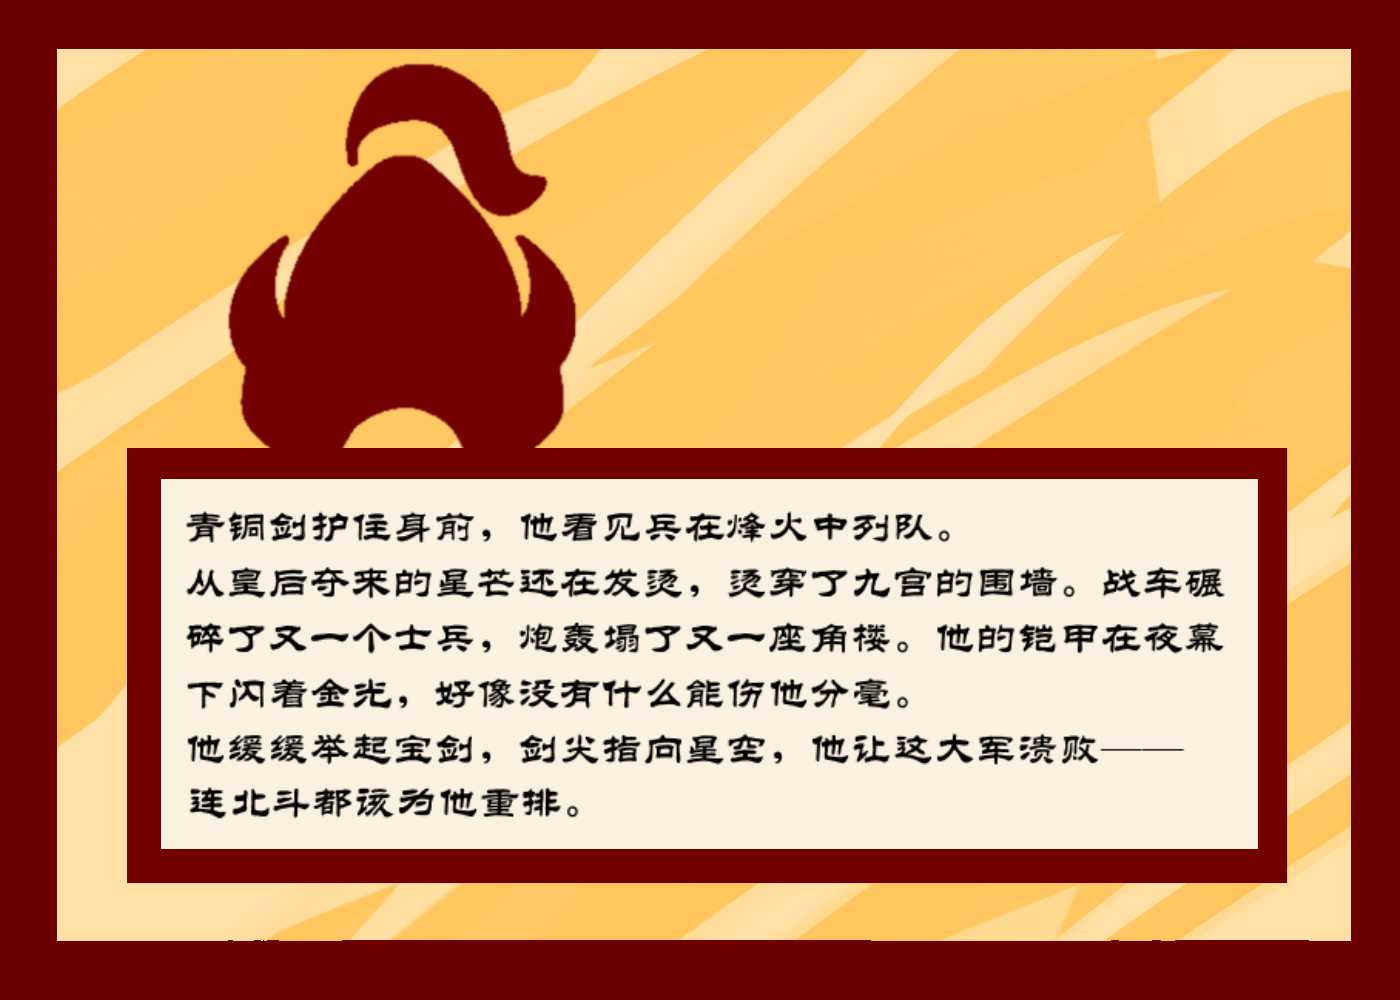 青铜剑护住身前，他看见兵在烽火中列队。
从皇后夺来的星芒还在发烫，烫穿了九宫的围墙。战车碾
碎了又一个士兵，炮轰塌了又一座角楼。他的铠甲在夜幕
下闪着金光，好像没有什么能伤他分毫。
他缓缓举起宝剑，剑尖指向星空，他让这大军溃败——
连北斗都该为他重排。